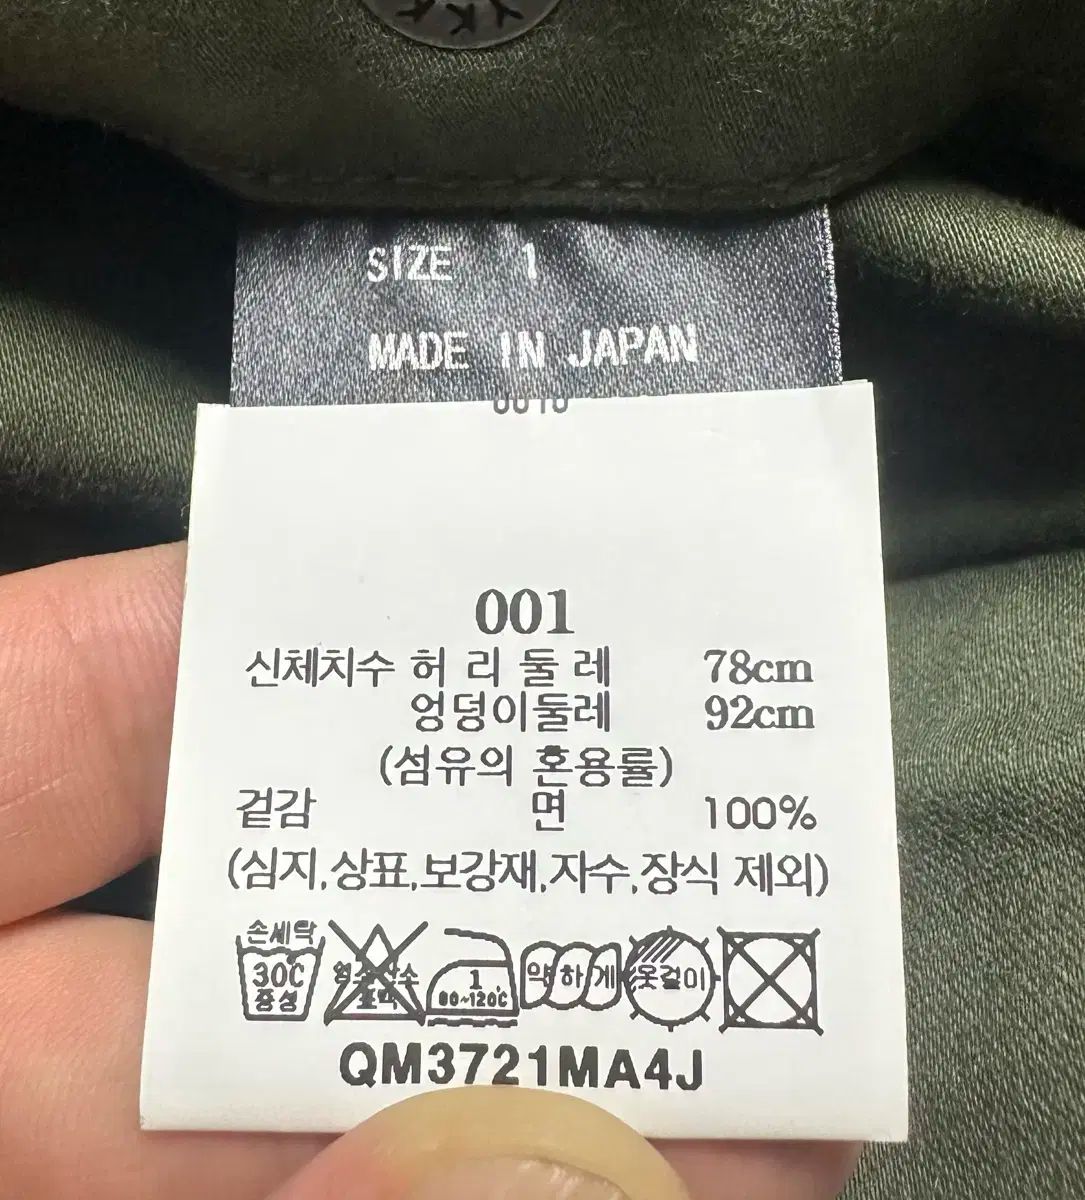 YKK
SIZE 1
MADE IN JAPAN
001
신체치수 허 리 둘 레 78cm
엉덩이둘레 92cm
(섬유의 혼용률)
겉감 면 100%
(심지,상표,보강재,자수,장식 제외)
손세탁
30℃
중성
1
80~120℃
약하게
옷걸이
QM3721MA4J